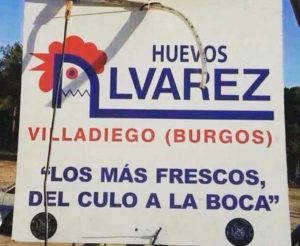 HUEVOS
ALVAREZ
VILLADIEGO (BURGOS)
"LOS MÁS FRESCOS,
DEL CULO A LA BOCA"